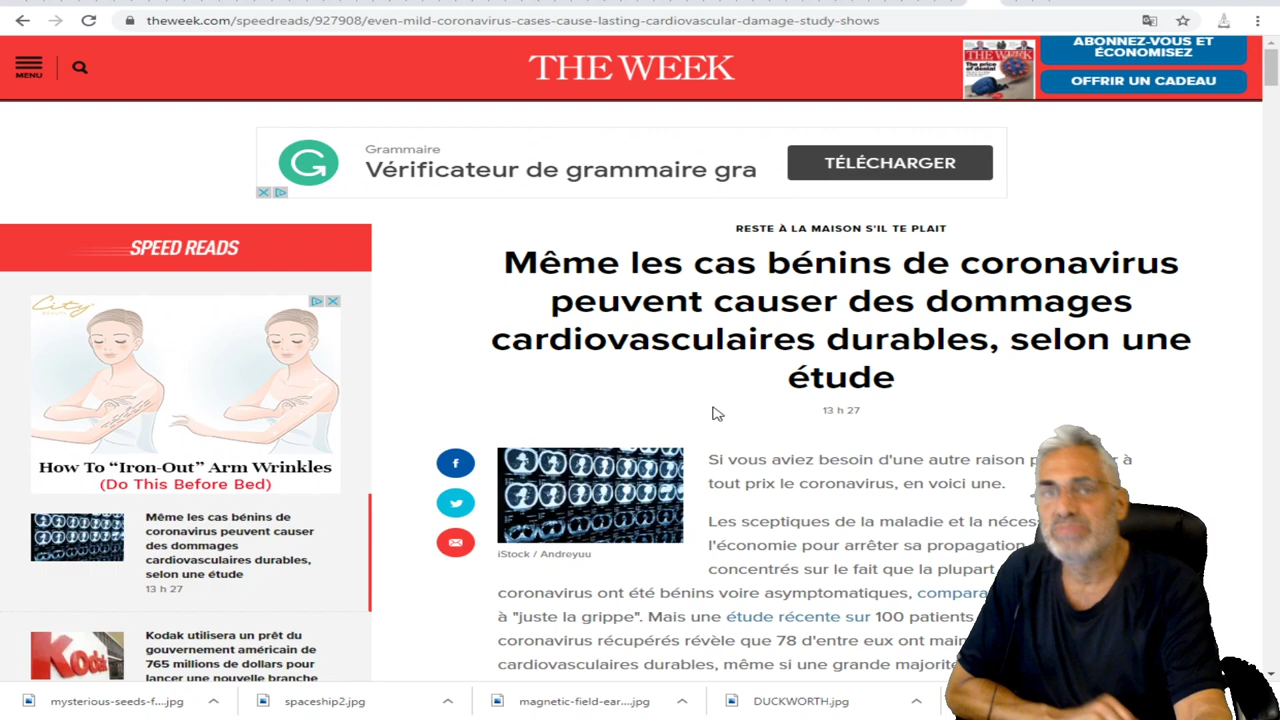 theweek.com/speedreads/927908/even-mild-coronavirus-cases-cause-lasting-cardiovascular-damage-study-shows
MENU
THE WEEK
THE WEEK
The price of denial
ABONNEZ-VOUS ET
ÉCONOMISEZ
OFFRIR UN CADEAU
Grammaire
Vérificateur de grammaire gra
TÉLÉCHARGER
SPEED READS
City
BEAUTY
How To “Iron-Out” Arm Wrinkles
(Do This Before Bed)
Même les cas bénins de
coronavirus peuvent causer
des dommages
cardiovasculaires durables,
selon une étude
13 h 27
Kodak utilisera un prêt du
gouvernement américain de
765 millions de dollars pour
lancer une nouvelle branche
Kodak
RESTE À LA MAISON S'IL TE PLAIT
Même les cas bénins de coronavirus
peuvent causer des dommages
cardiovasculaires durables, selon une
étude
13 h 27
iStock / Andreyuu
Si vous aviez besoin d'une autre raison à
tout prix le coronavirus, en voici une.
Les sceptiques de la maladie et la
l'économie pour arrêter sa propagation
concentrés sur le fait que la plupart
coronavirus ont été bénins voire asymptomatiques,
à "juste la grippe". Mais une étude récente sur 100 patients
coronavirus récupérés révèle que 78 d'entre eux ont
cardiovasculaires durables, même si une grande
mysterious-seeds-f....jpg
spaceship2.jpg
magnetic-field-ear....jpg
DUCKWORTH.jpg